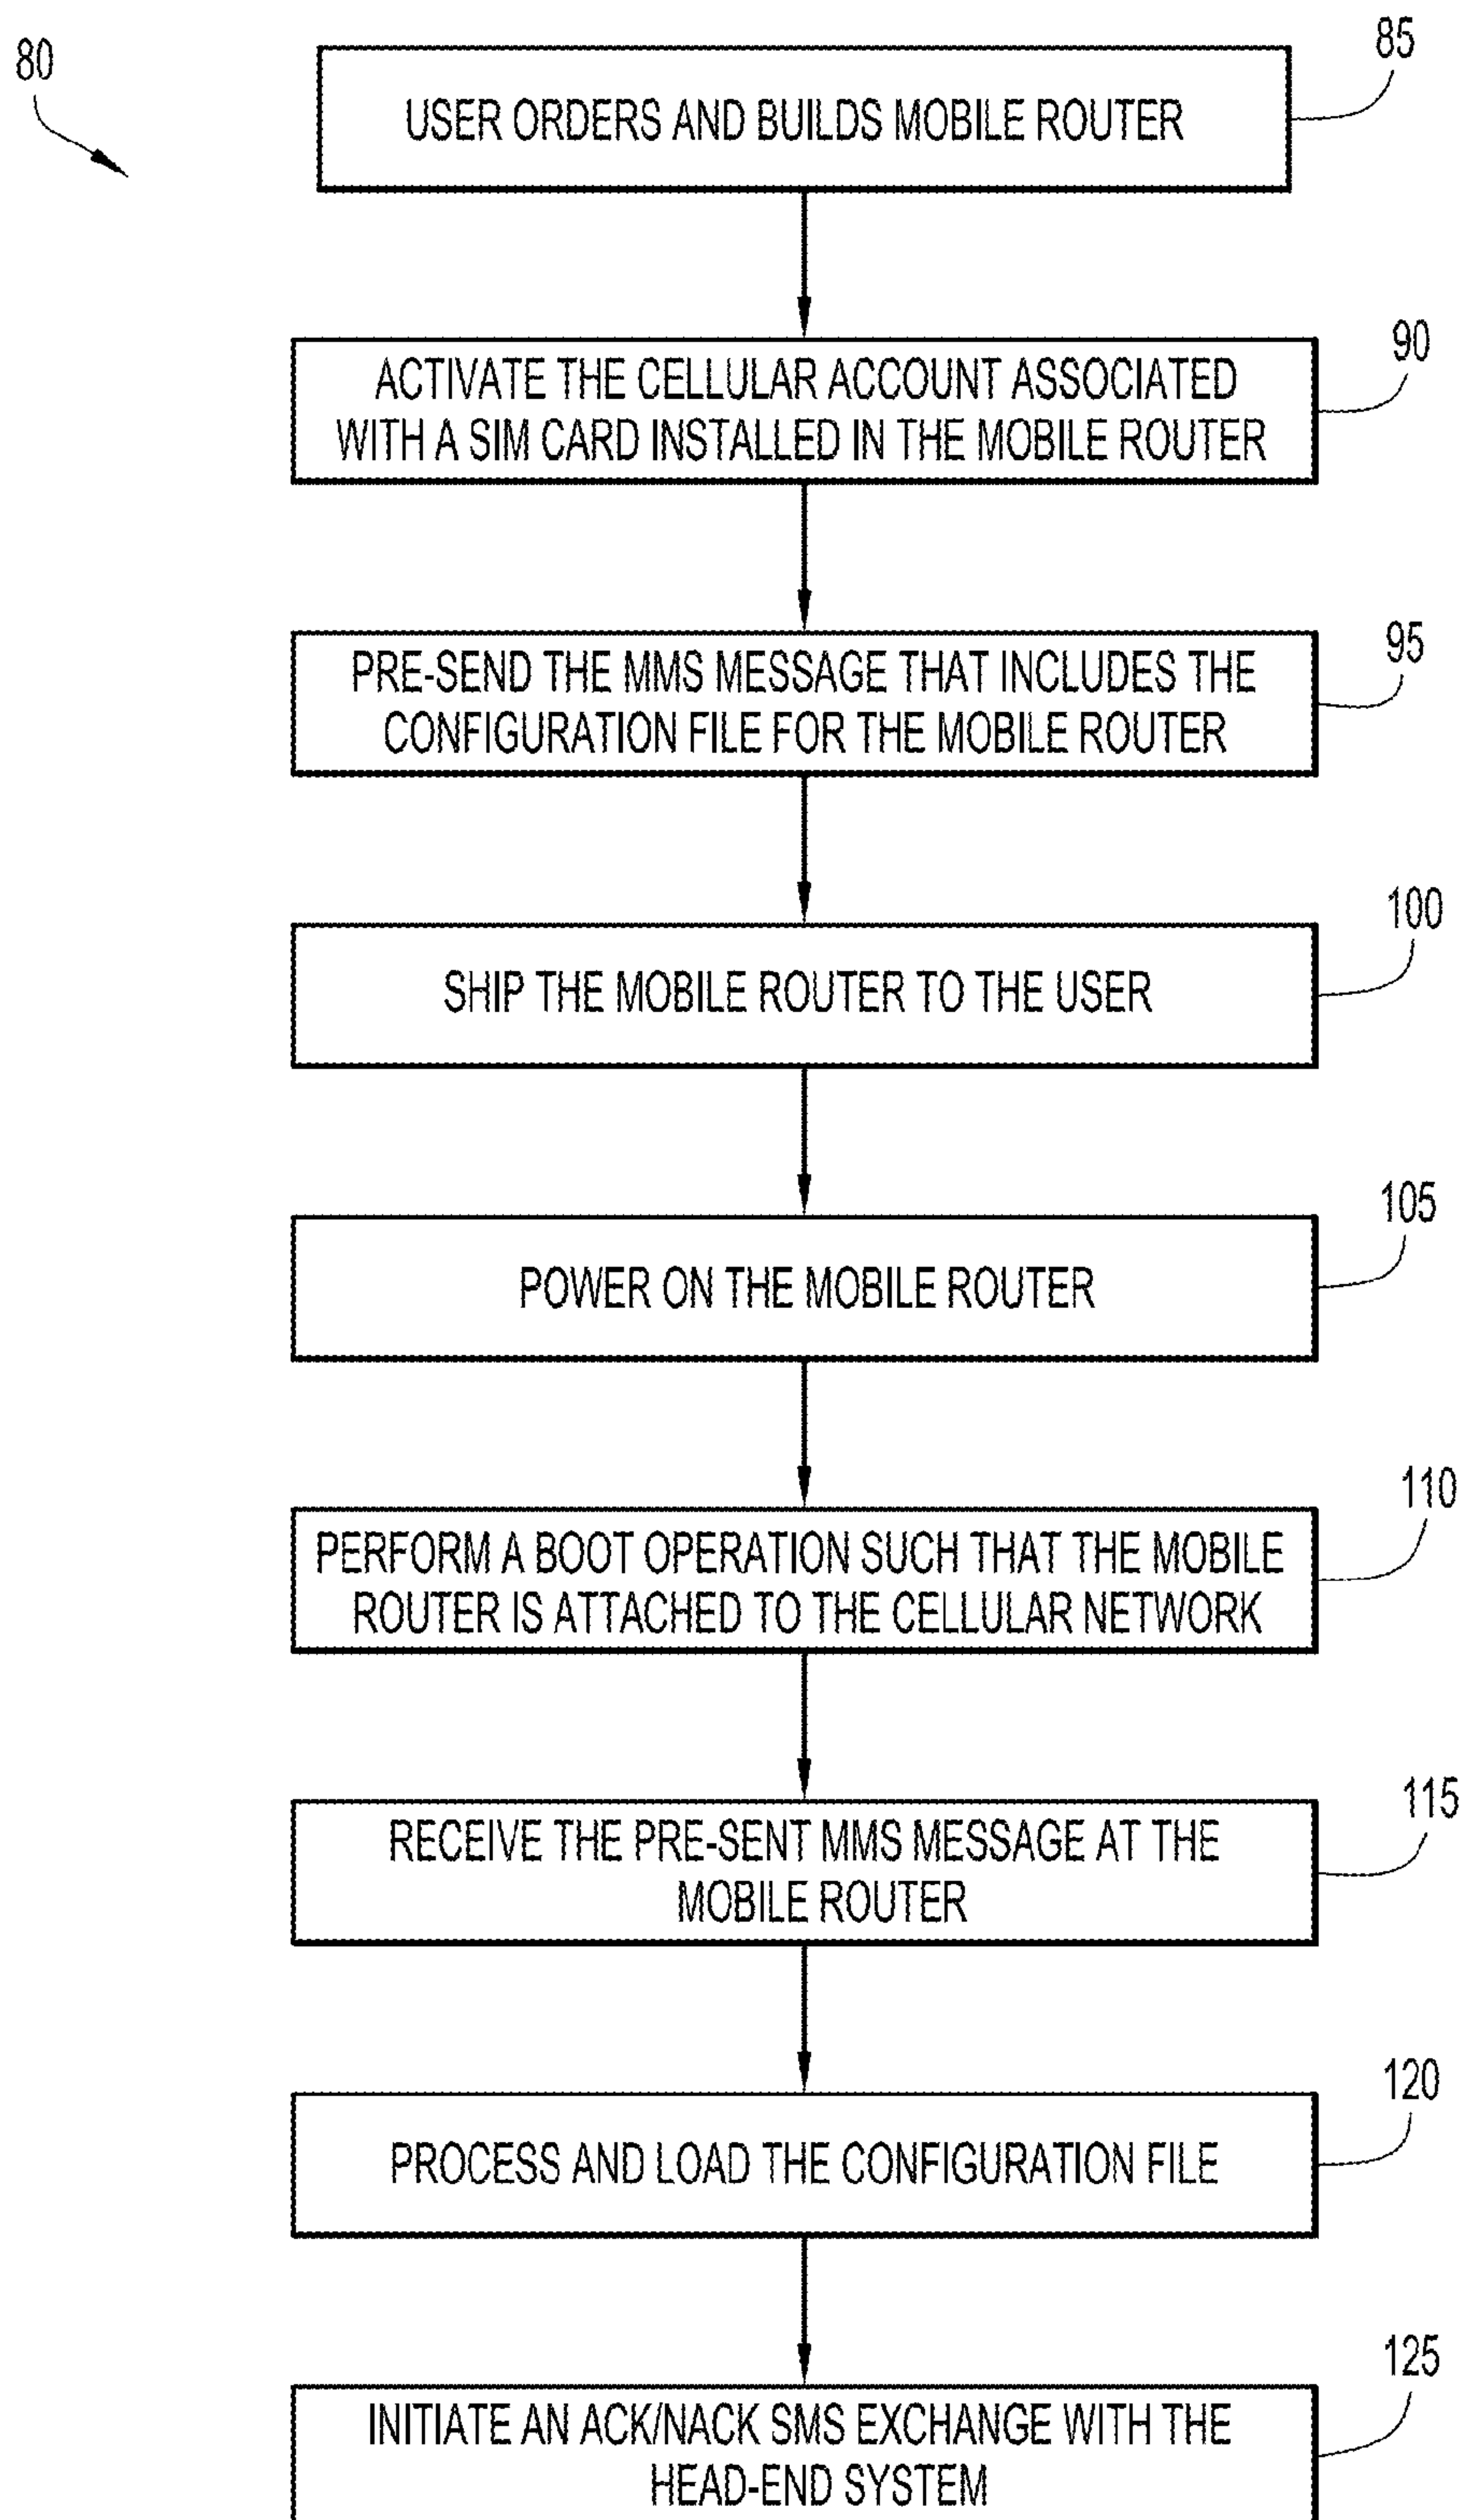 80
85
USER ORDERS AND BUILDS MOBILE ROUTER
90
ACTIVATE THE CELLULAR ACCOUNT ASSOCIATED
WITH A SIM CARD INSTALLED IN THE MOBILE ROUTER
95
PRE-SEND THE MMS MESSAGE THAT INCLUDES THE
CONFIGURATION FILE FOR THE MOBILE ROUTER
100
SHIP THE MOBILE ROUTER TO THE USER
105
POWER ON THE MOBILE ROUTER
110
PERFORM A BOOT OPERATION SUCH THAT THE MOBILE
ROUTER IS ATTACHED TO THE CELLULAR NETWORK
115
RECEIVE THE PRE-SENT MMS MESSAGE AT THE
MOBILE ROUTER
120
PROCESS AND LOAD THE CONFIGURATION FILE
125
INITIATE AN ACK/NACK SMS EXCHANGE WITH THE
HEAD-END SYSTEM